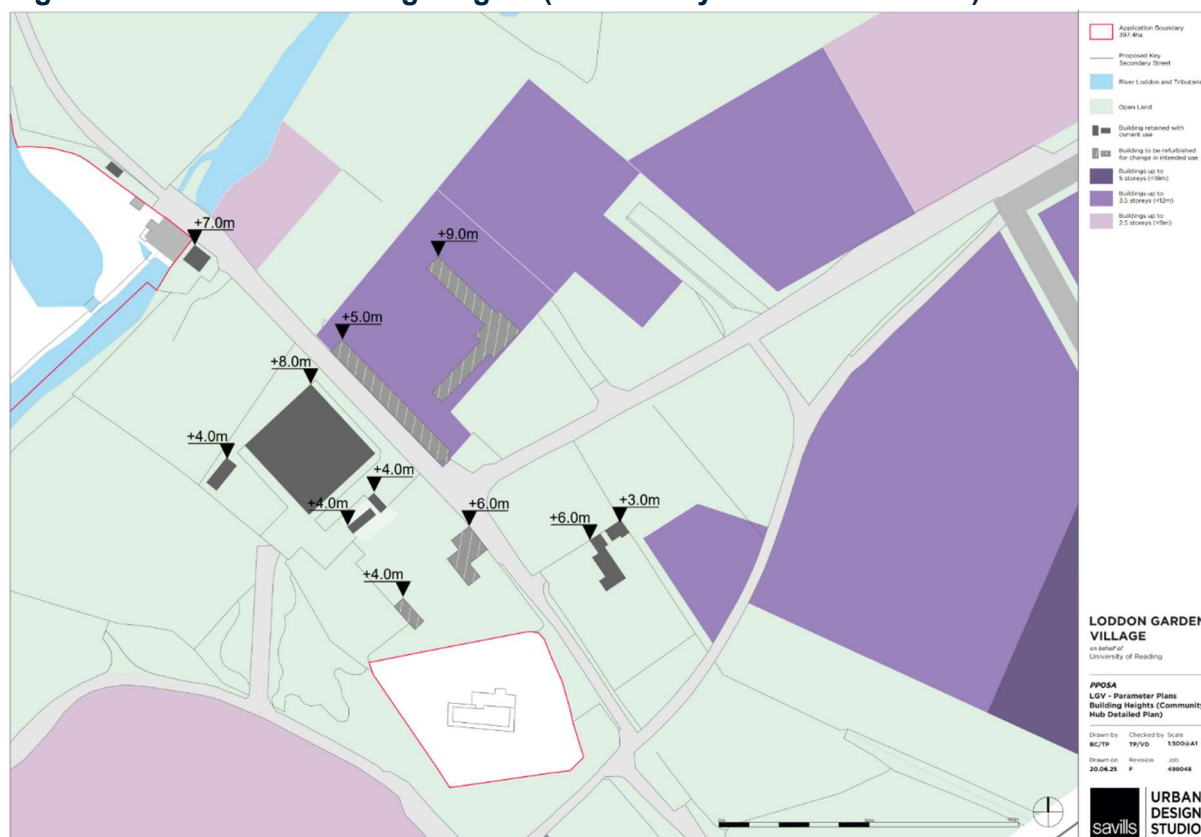 Application Boundary
397.4ha
Proposed Key
Secondary Street
River Loddon and Tributaries
Open Land
Building retained with
current use
Building to be refurbished
for change in intended use
Buildings up to
5 storeys (<18m)
Buildings up to
3.5 storeys (<12m)
Buildings up to
2.5 storeys (<9m)
+7.0m
+9.0m
+5.0m
+8.0m
+4.0m
+4.0m
+4.0m
+6.0m
+6.0m
+3.0m
+4.0m
LODDON GARDEN
VILLAGE
on behalf of
University of Reading
PP05A
LGV - Parameter Plans
Building Heights (Community
Hub Detailed Plan)
Drawn by Checked by Scale
BC/TP TP/VD 1:500@A1
Drawn on Revision Job
20.06.25 F 498048
savills
URBAN
DESIGN
STUDIO